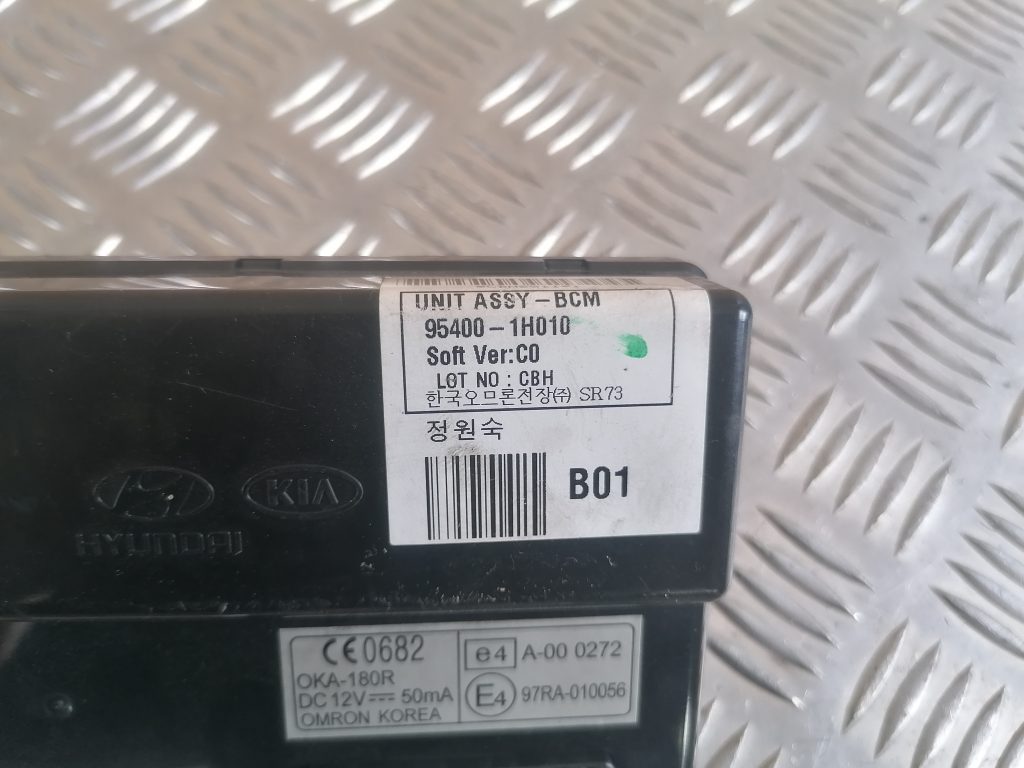 UNIT ASSY-BCM
95400-1H010
Soft Ver:C0
LOT NO : CBH
한국오므론전장㈜ SR73
정원숙
B01
HYUNDAI
KIA
CE0682
OKA-180R
DC 12V⎓ 50mA
OMRON KOREA
e4 A-00 0272
E4 97RA-010056